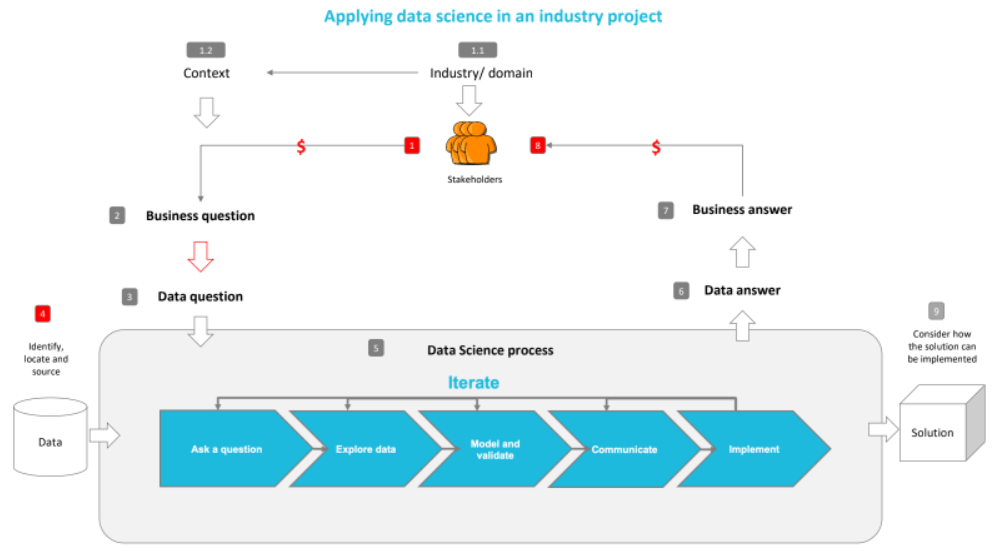 Applying data science in an industry project
1.2
1.1
Context
Industry/ domain
$
1
8
$
Stakeholders
2
Business question
7
Business answer
3
Data question
6
Data answer
4
9
Identify,
locate and
source
Consider how
the solution can
be implemented
5
Data Science process
Iterate
Data
Ask a question
Explore data
Model and
validate
Communicate
Implement
Solution